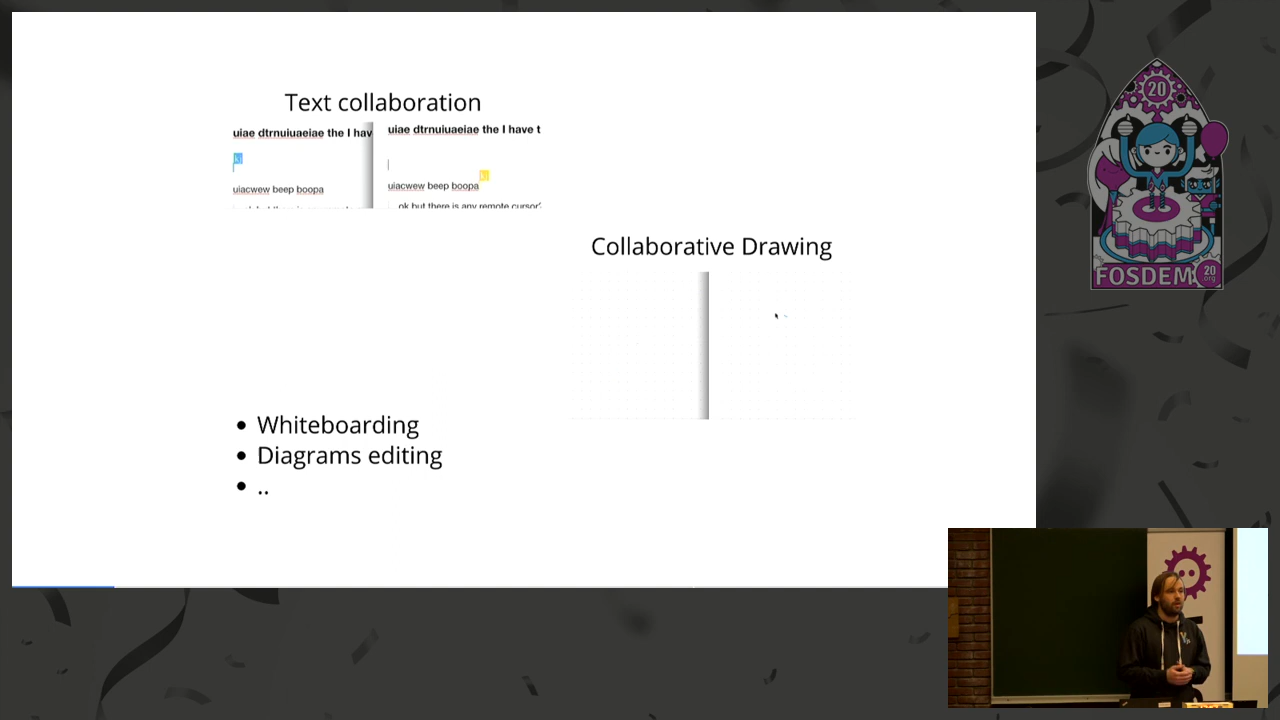 Text collaboration
uiae dtrnuiuaeiae the I hav
uiae dtrnuiuaeiae the I have t
uiacwew beep boopa
uiacwew beep boopa
ok but there is any remote cursor'
Collaborative Drawing
Whiteboarding
Diagrams editing
..
20
FOSDEM
20
.org